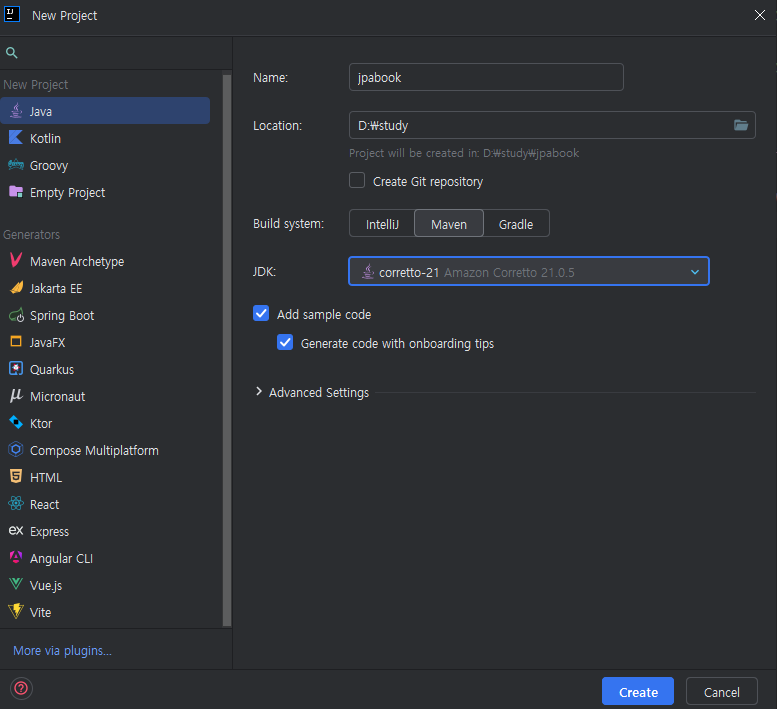 New Project
New Project
Java
Kotlin
Groovy
Empty Project
Generators
Maven Archetype
Jakarta EE
Spring Boot
JavaFX
Quarkus
Micronaut
Ktor
Compose Multiplatform
HTML
React
ex Express
Angular CLI
Vue.js
Vite
More via plugins...
Name: jpabook
Location: D:₩study
Project will be created in: D:₩study₩jpabook
Create Git repository
Build system: IntelliJ Maven Gradle
JDK: corretto-21 Amazon Corretto 21.0.5
Add sample code
Generate code with onboarding tips
Advanced Settings
Create Cancel